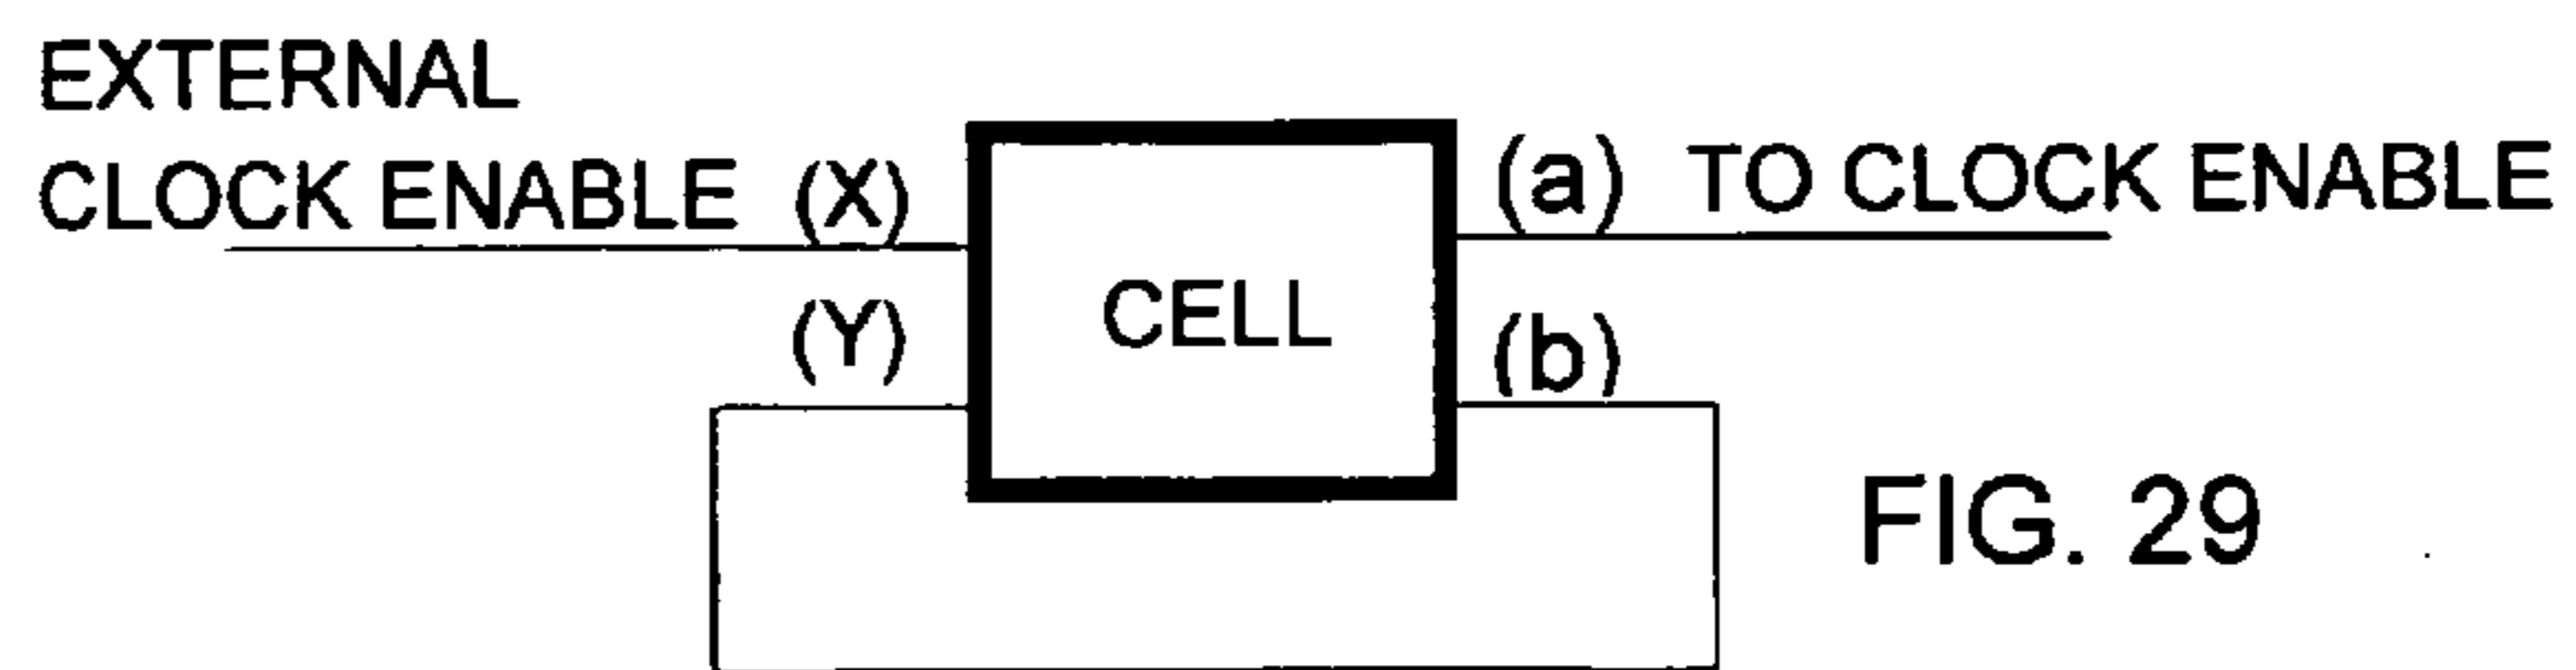 EXTERNAL
CLOCK ENABLE (X)
(a) TO CLOCK ENABLE
(Y)
CELL
(b)
FIG. 29